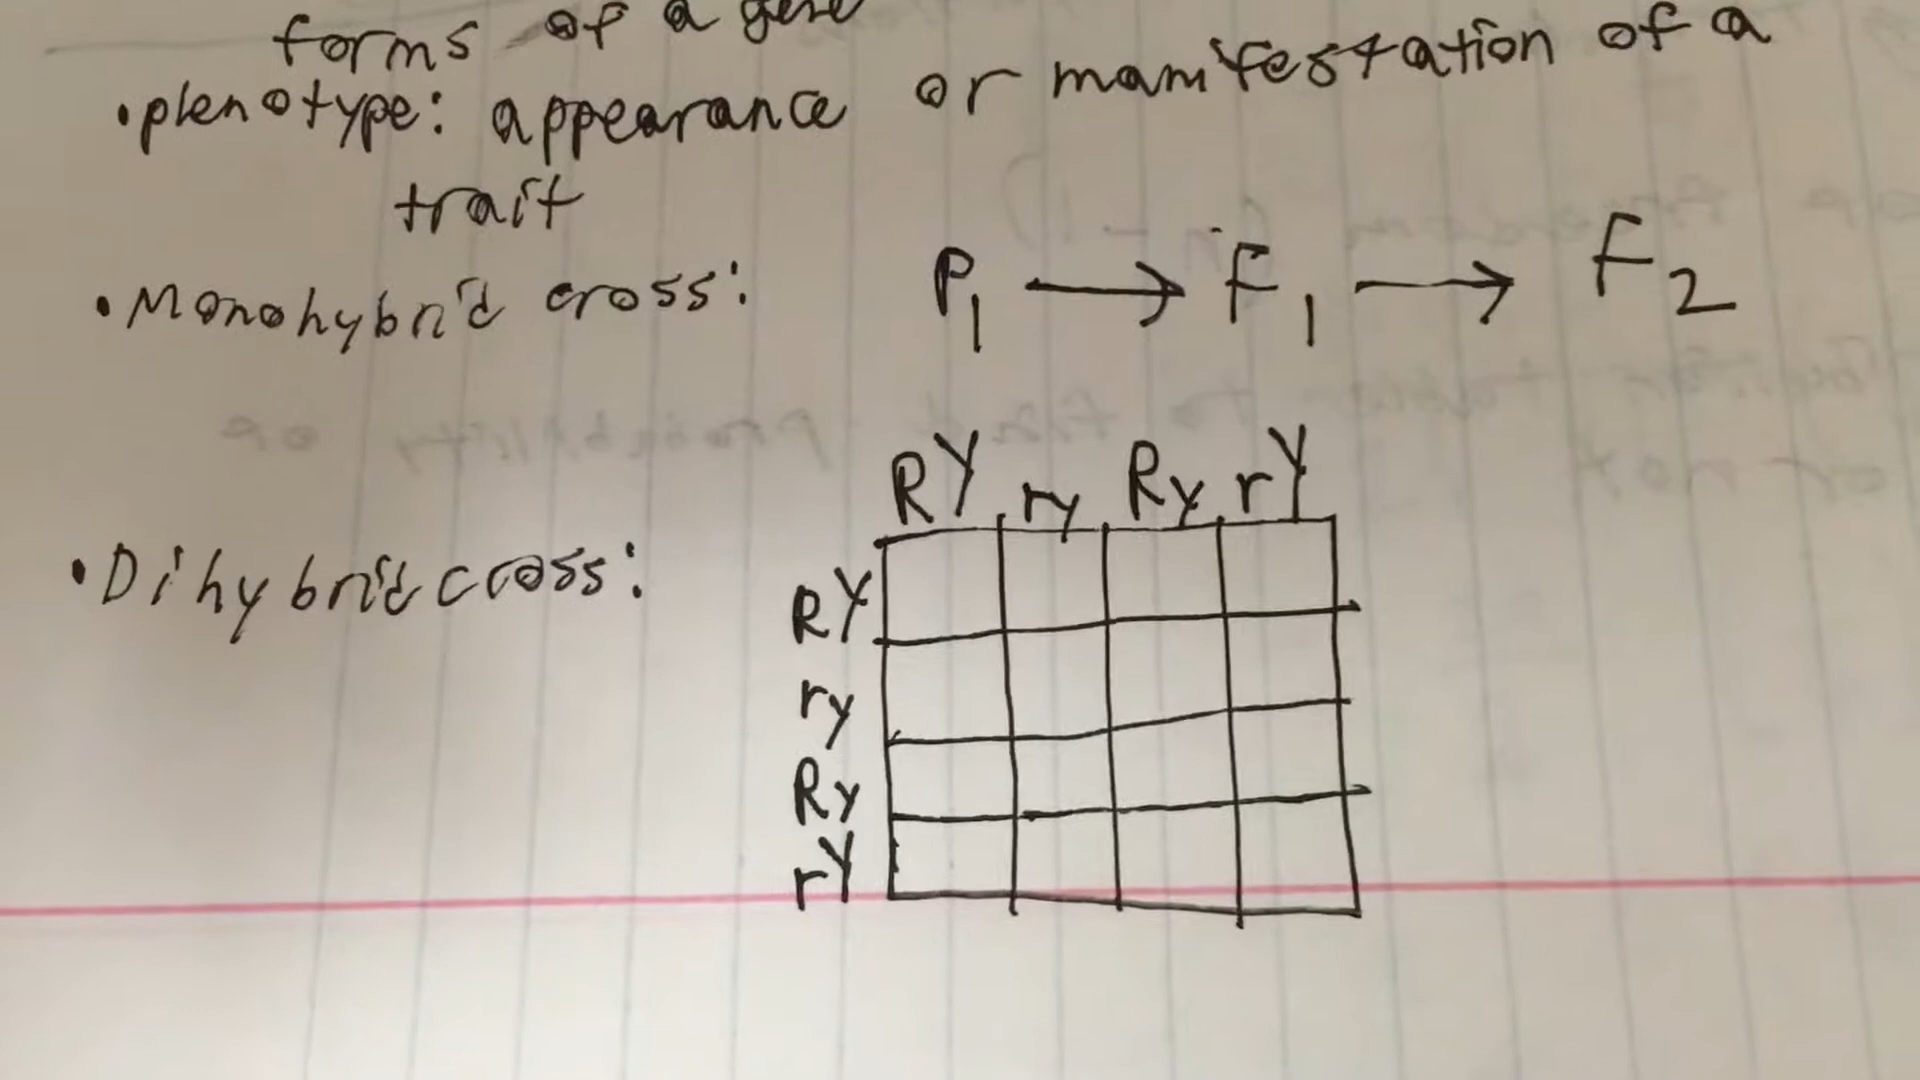 forms of a gene
•phenotype: appearance or manifestation of a
trait
•Monohybrid cross: P1 → F1 → F2
RY ry Ry rY
•Dihybrid cross:
RY
ry
Ry
rY